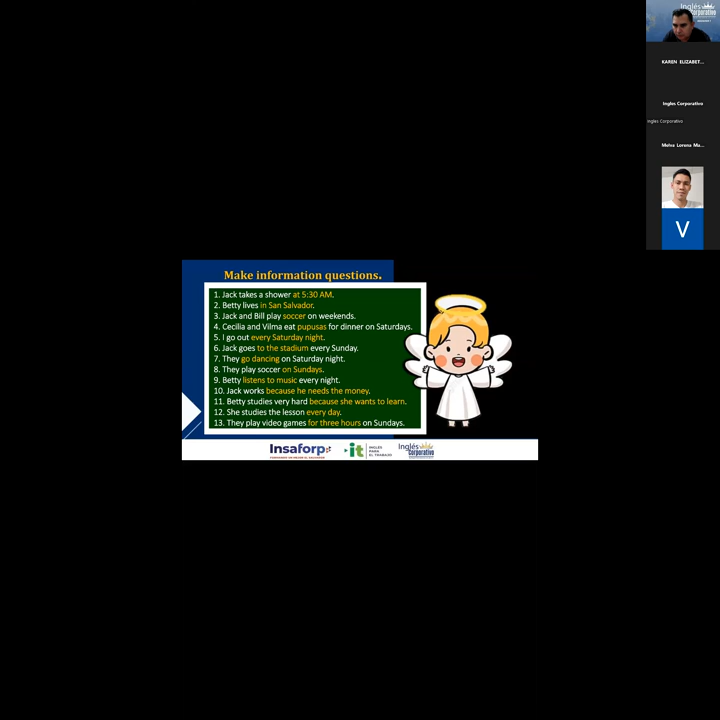 Inglés
Corporativo
KAREN ELIZABET...
Inglés Corporativo
Inglés Corporativo
Melva Lorena Ma...
V
Make information questions.
1. Jack takes a shower at 5:30 AM.
2. Betty lives in San Salvador.
3. Jack and Bill play soccer on weekends.
4. Cecilia and Vilma eat pupusas for dinner on Saturdays.
5. I go out every Saturday night.
6. Jack goes to the stadium every Sunday.
7. They go dancing on Saturday night.
8. They play soccer on Sundays.
9. Betty listens to music every night.
10. Jack works because he needs the money.
11. Betty studies very hard because she wants to learn.
12. She studies the lesson every day.
13. They play video games for three hours on Sundays.
Insaforp
it
INGLÉS
PARA
EL TRABAJO
Inglés
Corporativo